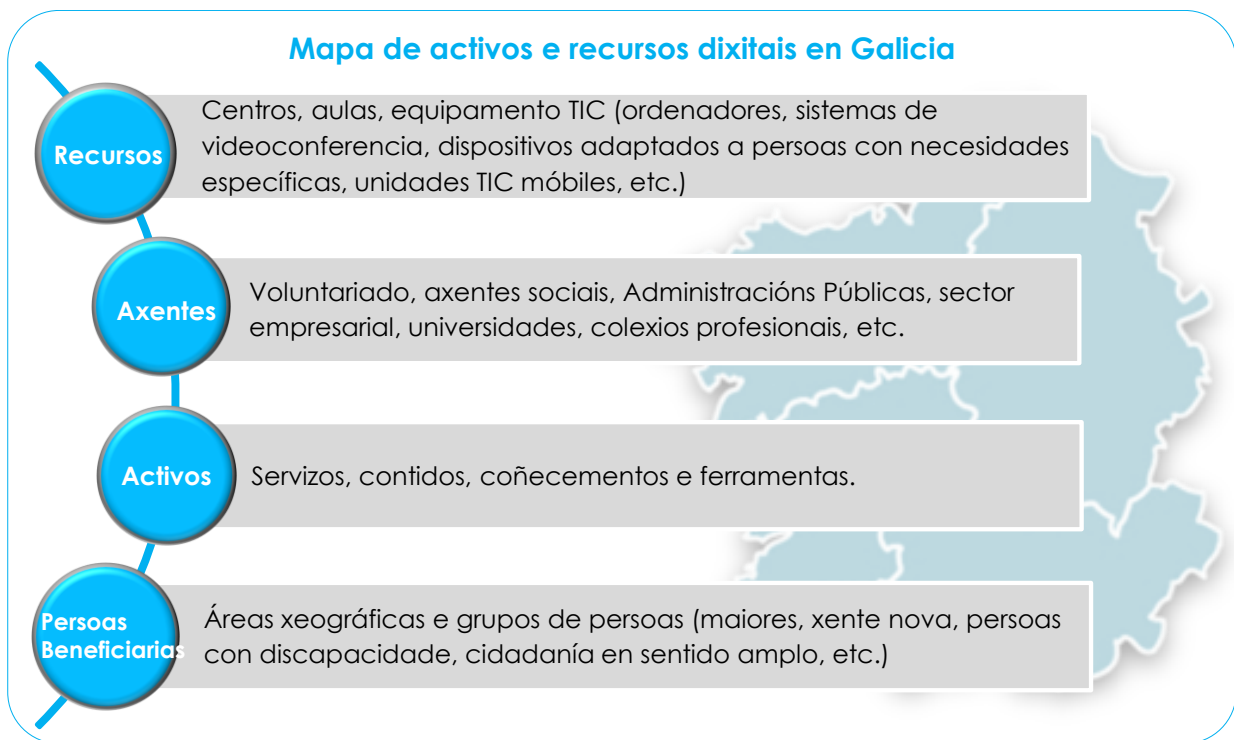 Mapa de activos e recursos dixitais en Galicia
Recursos
Centros, aulas, equipamento TIC (ordenadores, sistemas de
videoconferencia, dispositivos adaptados a persoas con necesidades
específicas, unidades TIC móbiles, etc.)
Axentes
Voluntariado, axentes sociais, Administracións Públicas, sector
empresarial, universidades, colexios profesionais, etc.
Activos
Servizos, contidos, coñecementos e ferramentas.
Persoas
Beneficiarias
Áreas xeográficas e grupos de persoas (maiores, xente nova, persoas
con discapacidade, cidadanía en sentido amplo, etc.)